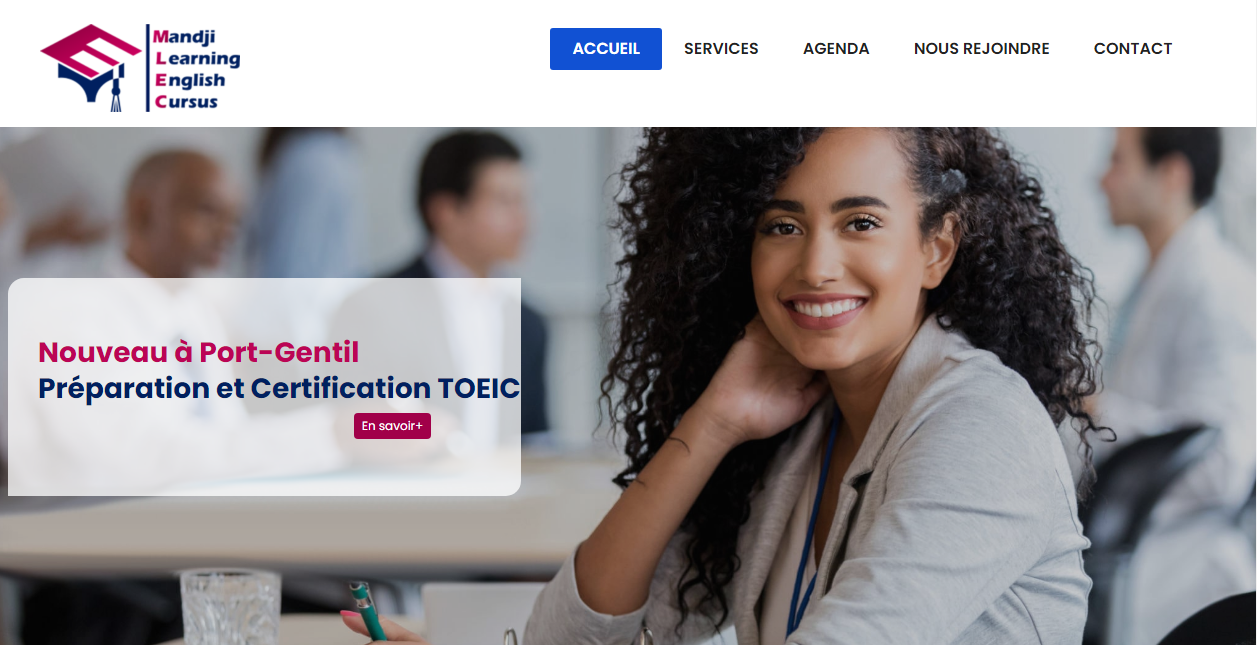 Mandji
Learning
English
Cursus
ACCUEIL
SERVICES
AGENDA
NOUS REJOINDRE
CONTACT
Nouveau à Port-Gentil
Préparation et Certification TOEIC
En savoir+